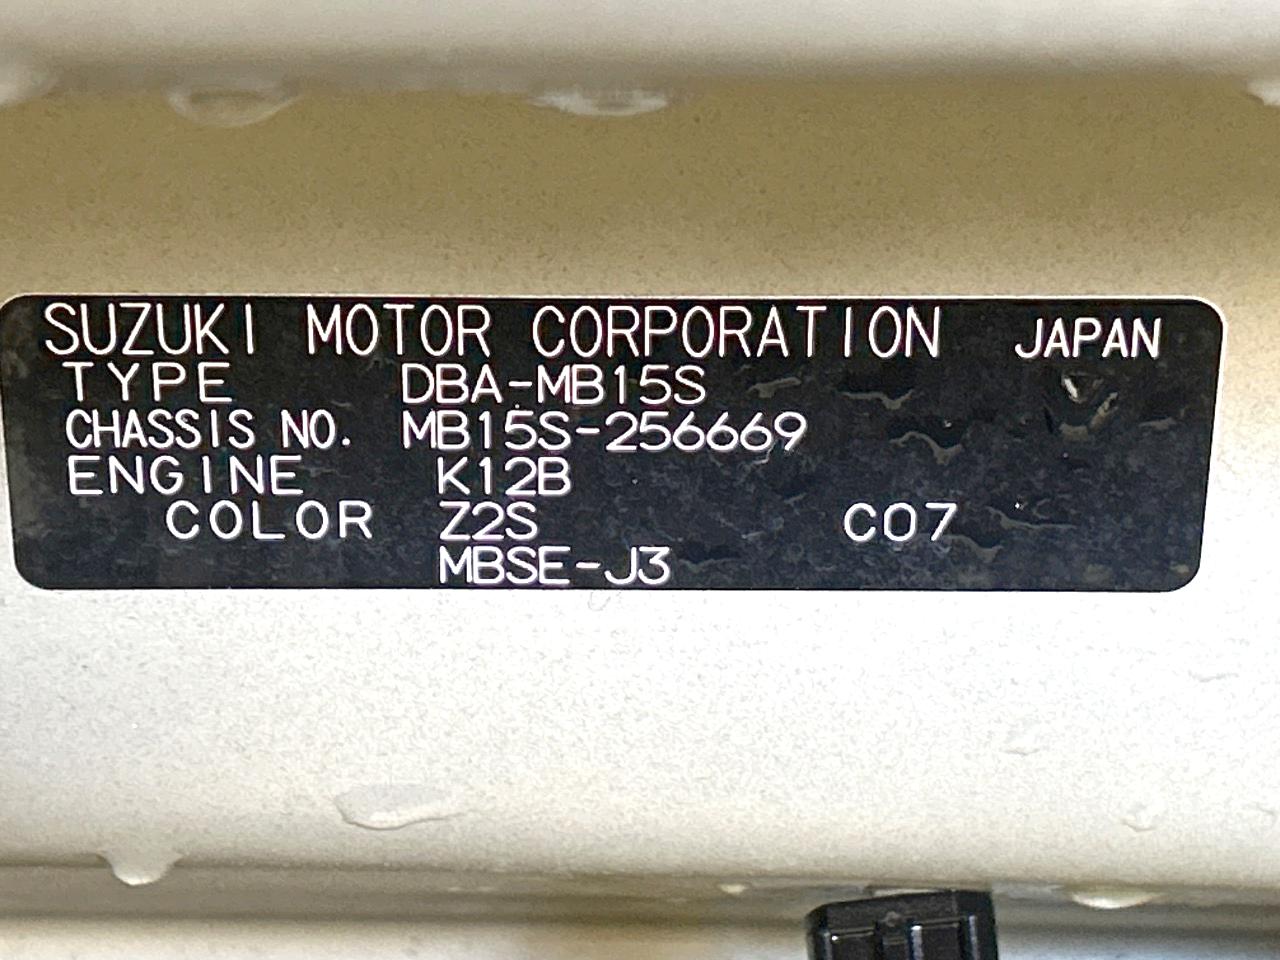 SUZUKI MOTOR CORPORATION JAPAN
TYPE DBA-MB15S
CHASSIS NO. MB15S-256669
ENGINE K12B
COLOR Z2S C07
MBSE-J3